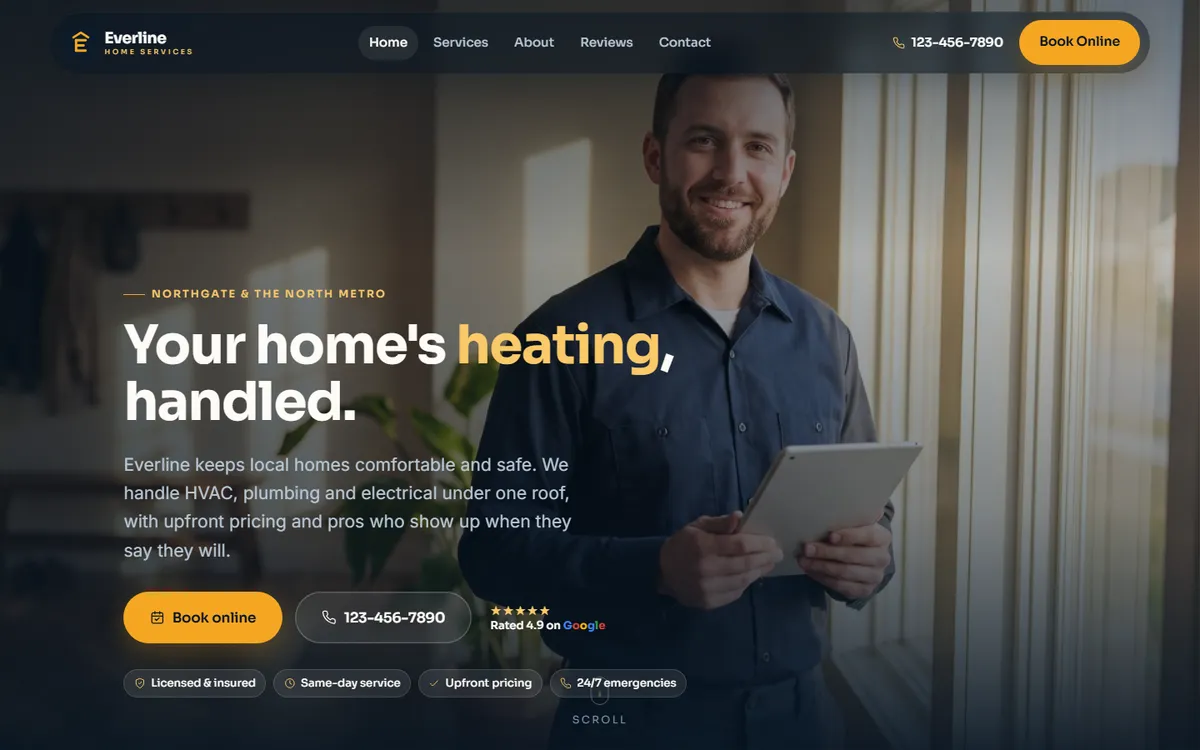 Everline
HOME SERVICES
Home
Services
About
Reviews
Contact
123-456-7890
Book Online
NORTHGATE & THE NORTH METRO
Your home's heating,
handled.
Everline keeps local homes comfortable and safe. We
handle HVAC, plumbing and electrical under one roof,
with upfront pricing and pros who show up when they
say they will.
Book online
123-456-7890
★★★★★
Rated 4.9 on Google
Licensed & insured
Same-day service
Upfront pricing
24/7 emergencies
SCROLL